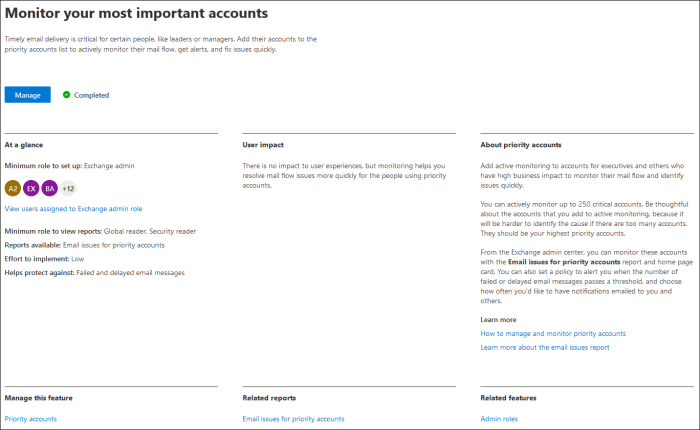 Monitor your most important accounts
Timely email delivery is critical for certain people, like leaders or managers. Add their accounts to the
priority accounts list to actively monitor their mail flow, get alerts, and fix issues quickly.
Manage
Completed
At a glance
Minimum role to set up: Exchange admin
A2 EX BA +12
View users assigned to Exchange admin role
Minimum role to view reports: Global reader, Security reader
Reports available: Email issues for priority accounts
Effort to implement: Low
Helps protect against: Failed and delayed email messages
User impact
There is no impact to user experiences, but monitoring helps you
resolve mail flow issues more quickly for the people using priority
accounts.
About priority accounts
Add active monitoring to accounts for executives and others who
have high business impact to monitor their mail flow and identify
issues quickly.
You can actively monitor up to 250 critical accounts. Be thoughtful
about the accounts that you add to active monitoring, because it
will be harder to identify the cause if there are too many accounts.
They should be your highest priority accounts.
From the Exchange admin center, you can monitor these accounts
with the Email issues for priority accounts report and home page
card. You can also set a policy to alert you when the number of
failed or delayed email messages passes a threshold, and choose
how often you'd like to have notifications emailed to you and
others.
Learn more
How to manage and monitor priority accounts
Learn more about the email issues report
Manage this feature
Priority accounts
Related reports
Email issues for priority accounts
Related features
Admin roles